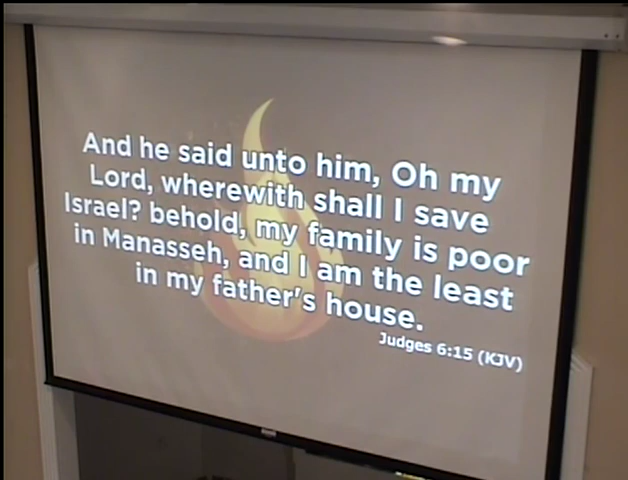 And he said unto him, Oh my
Lord, wherewith shall I save
Israel? behold, my family is poor
in Manasseh, and I am the least
in my father's house.
Judges 6:15 (KJV)